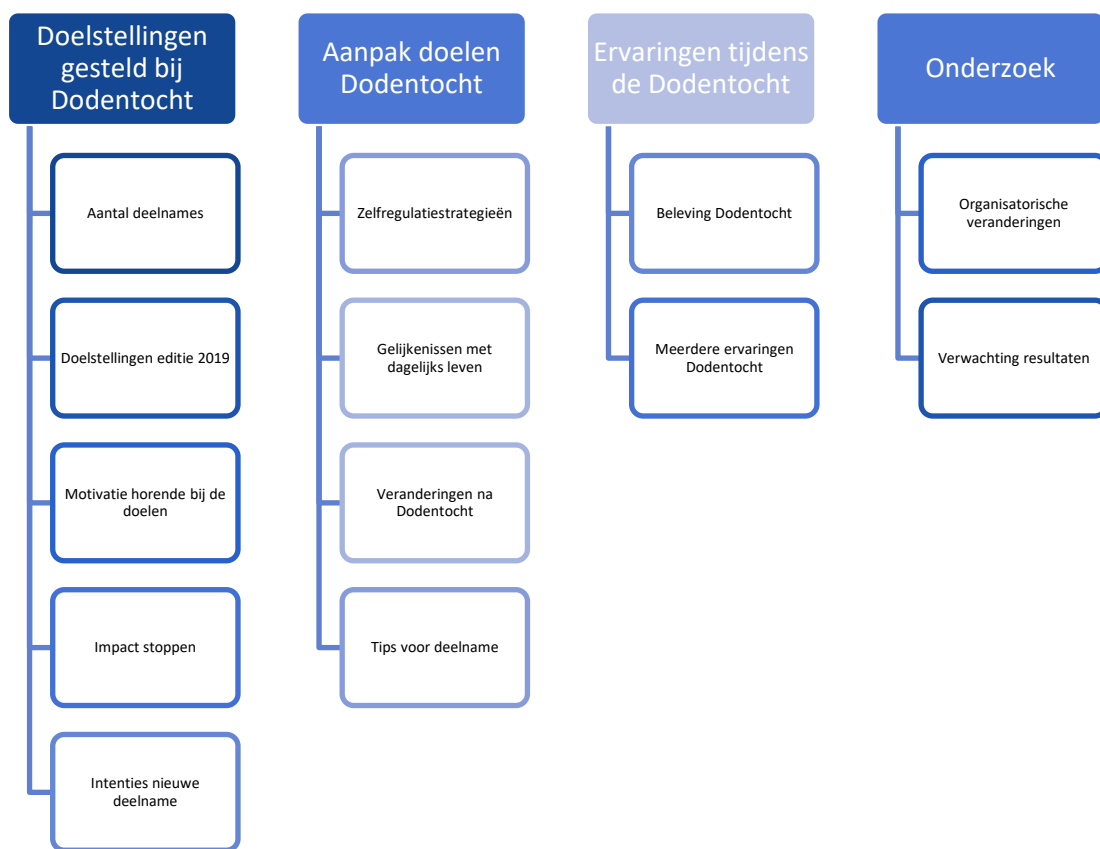 Doelstellingen
gesteld bij
Dodentocht
Aantal deelnames
Doelstellingen editie 2019
Motivatie horende bij de
doelen
Impact stoppen
Intenties nieuwe
deelname
Aanpak doelen
Dodentocht
Zelfregulatiestrategieën
Gelijkenissen met
dagelijks leven
Veranderingen na
Dodentocht
Tips voor deelname
Ervaringen tijdens
de Dodentocht
Beleving Dodentocht
Meerdere ervaringen
Dodentocht
Onderzoek
Organisatorische
veranderingen
Verwachting resultaten